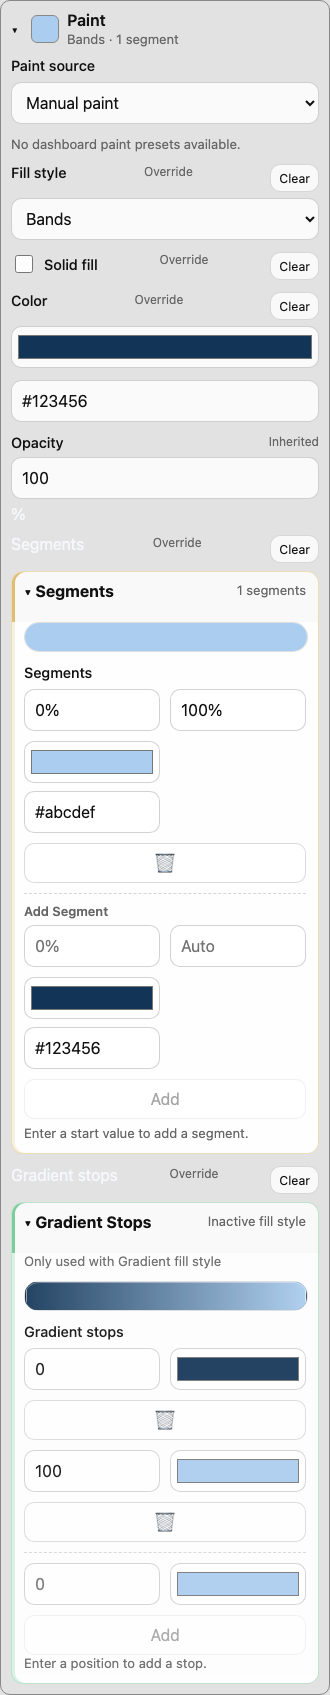 Paint
Bands · 1 segment
Paint source
Manual paint
No dashboard paint presets available.
Fill style Override Clear
Bands
Solid fill Override Clear
Color Override Clear
#123456
Opacity Inherited
100
%
Segments Override Clear
Segments 1 segments
Segments
0% 100%
#abcdef
Add Segment
0% Auto
#123456
Add
Enter a start value to add a segment.
Gradient stops Override Clear
Gradient Stops Inactive fill style
Only used with Gradient fill style
Gradient stops
0
100
0
Add
Enter a position to add a stop.